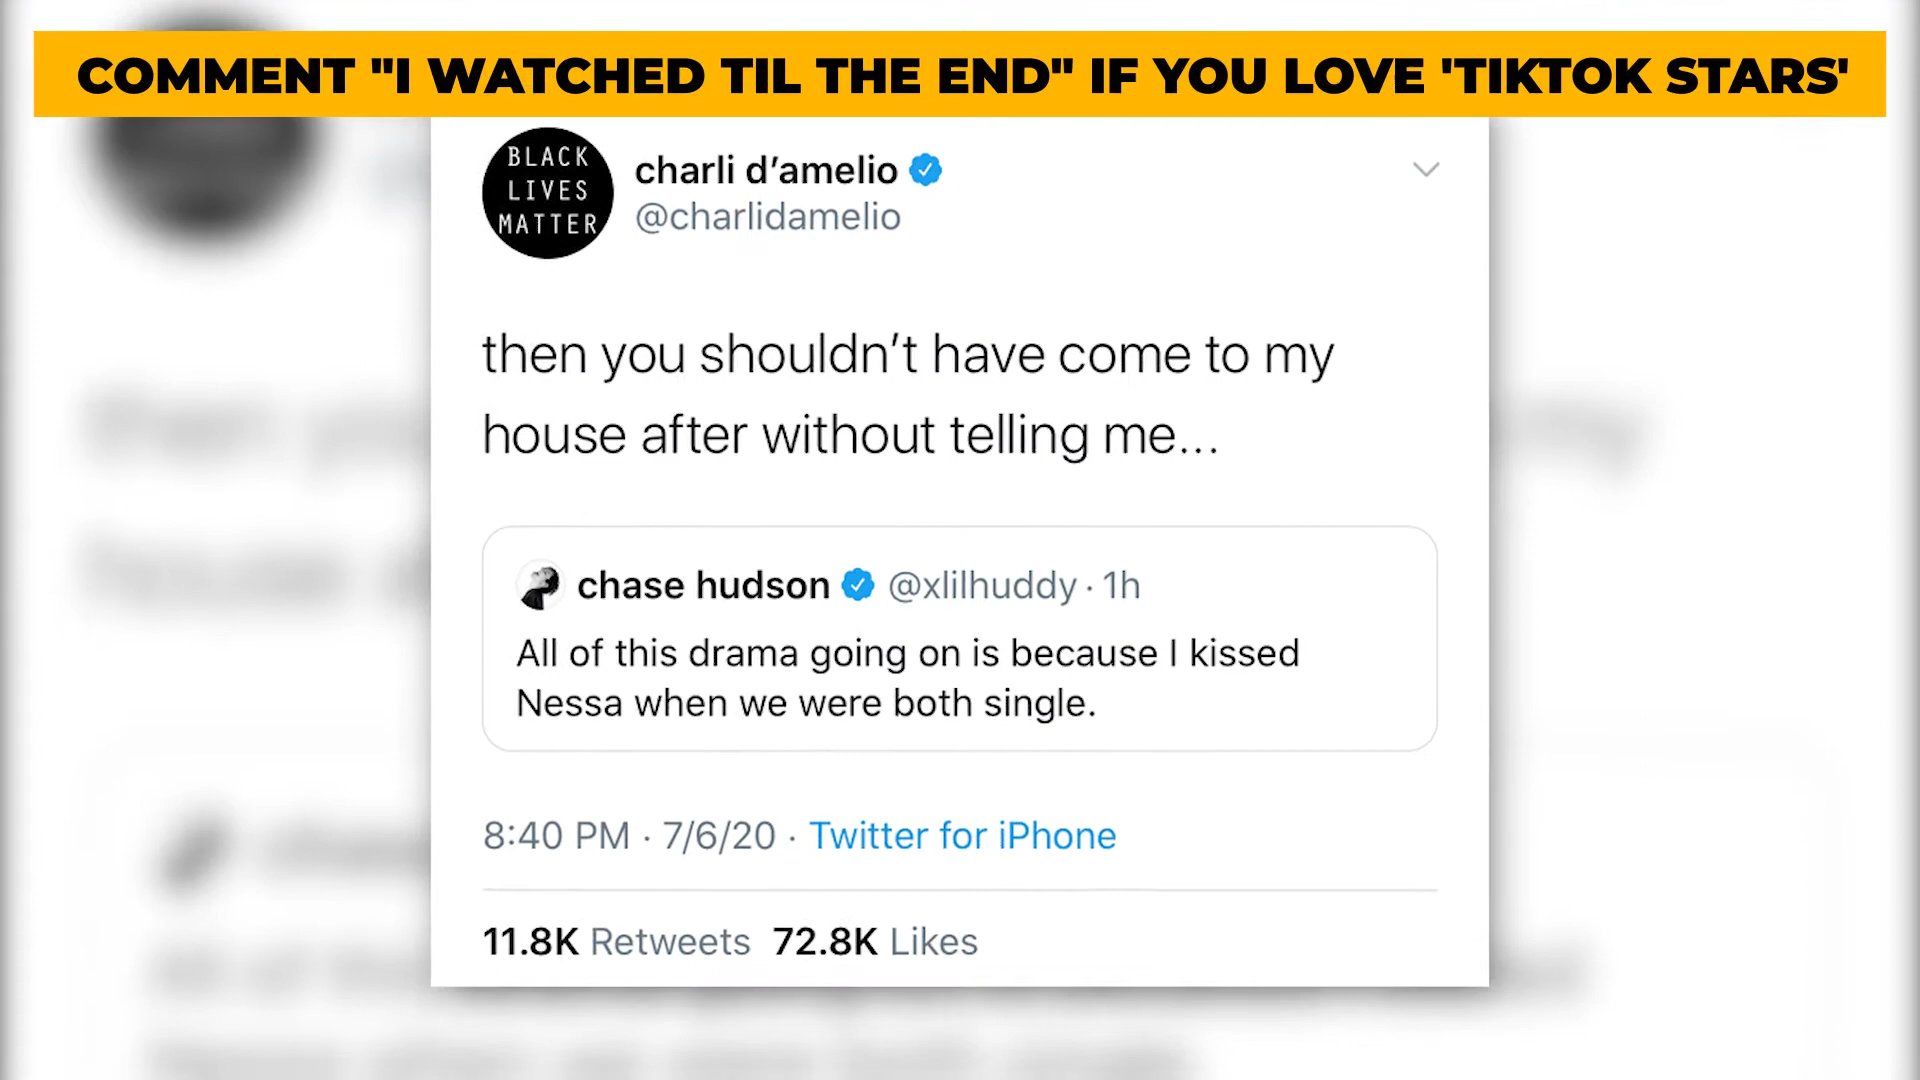 COMMENT "I WATCHED TIL THE END" IF YOU LOVE 'TIKTOK STARS'
BLACK
LIVES
MATTER
charli d’amelio
@charlidamelio
then you shouldn’t have come to my
house after without telling me...
chase hudson @xlilhuddy · 1h
All of this drama going on is because I kissed
Nessa when we were both single.
8:40 PM · 7/6/20 · Twitter for iPhone
11.8K Retweets 72.8K Likes